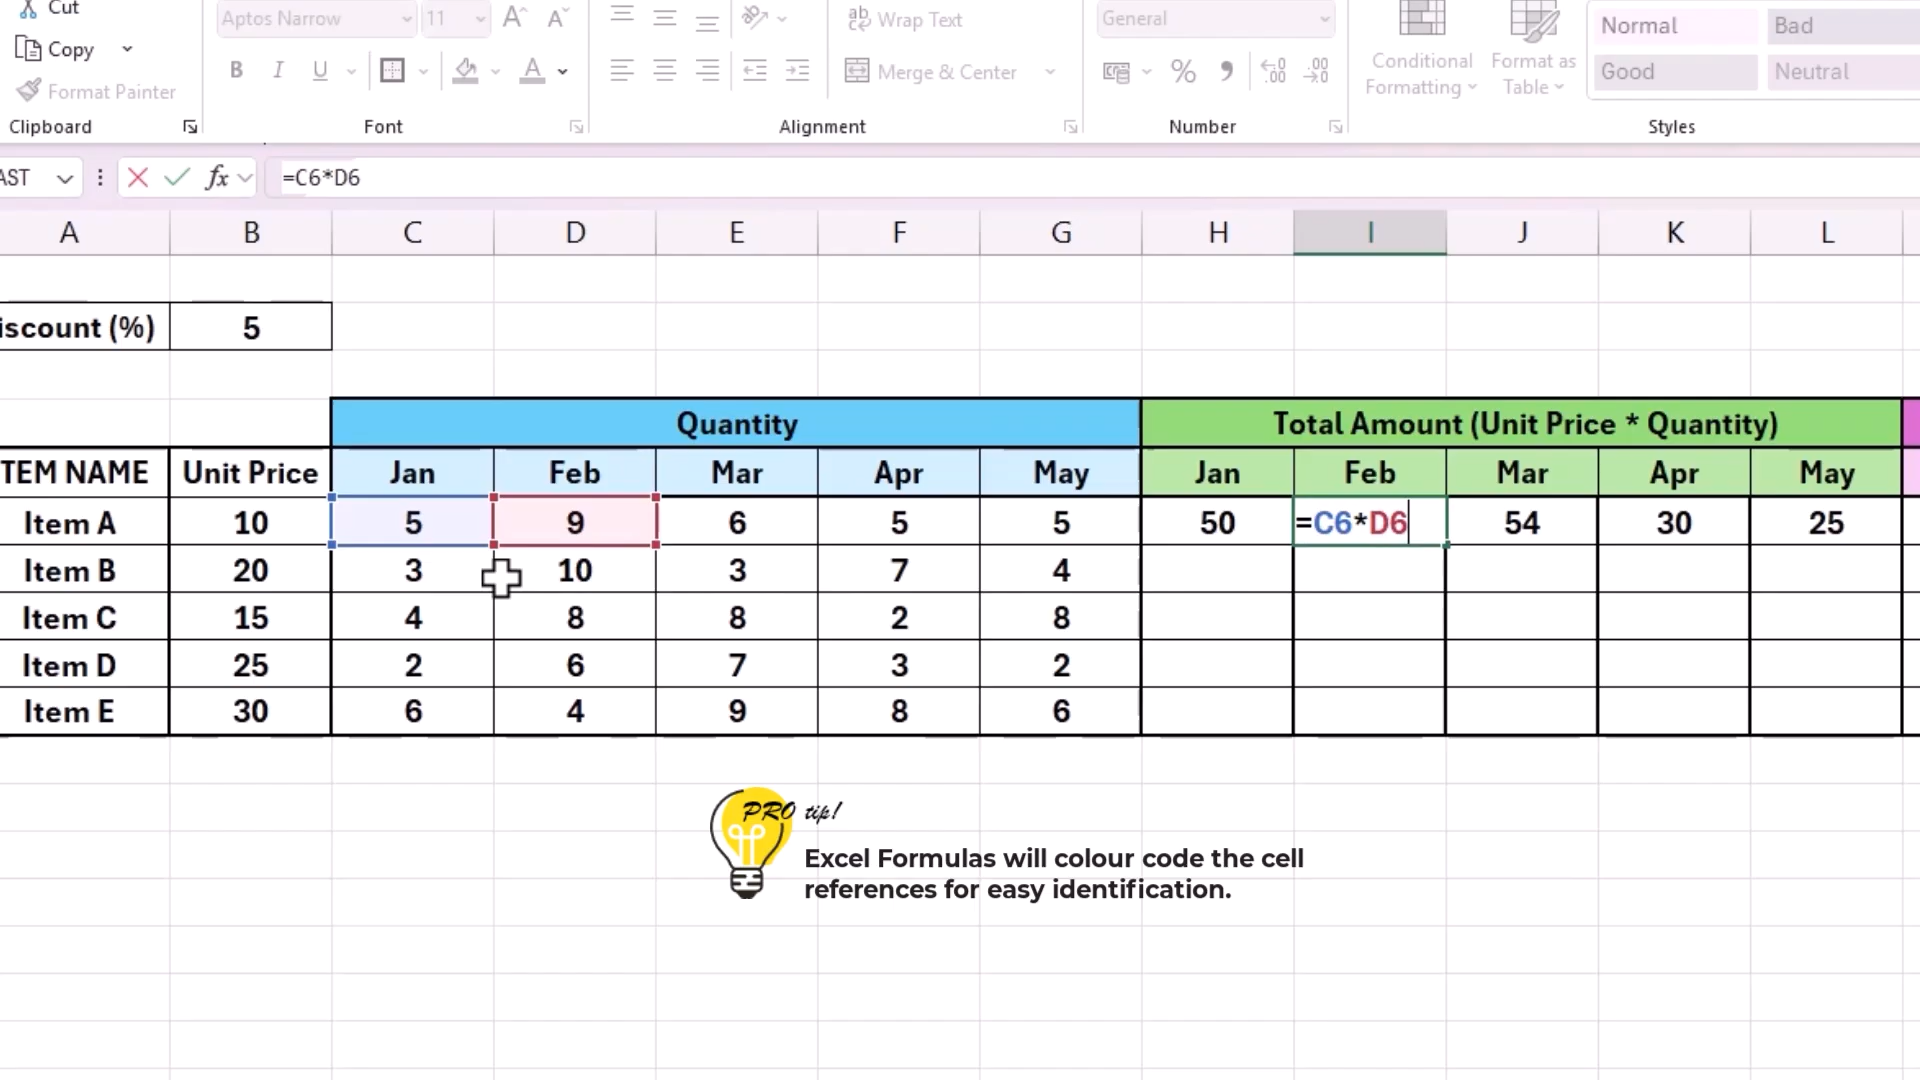 Cut
Copy
Format Painter
Clipboard
Aptos Narrow 11 A A
B I U A
Font
ab Wrap Text
Merge & Center
Alignment
General
% .00 .00
Number
Conditional Formatting
Format as Table
Normal Bad
Good Neutral
Styles
AST fx =C6*D6
A B C D E F G H I J K L
iscount (%) 5
Quantity Total Amount (Unit Price * Quantity)
TEM NAME Unit Price Jan Feb Mar Apr May Jan Feb Mar Apr May
Item A 10 5 9 6 5 5 50 =C6*D6 54 30 25
Item B 20 3 10 3 7 4
Item C 15 4 8 8 2 8
Item D 25 2 6 7 3 2
Item E 30 6 4 9 8 6
PRO tip!
Excel Formulas will colour code the cell
references for easy identification.